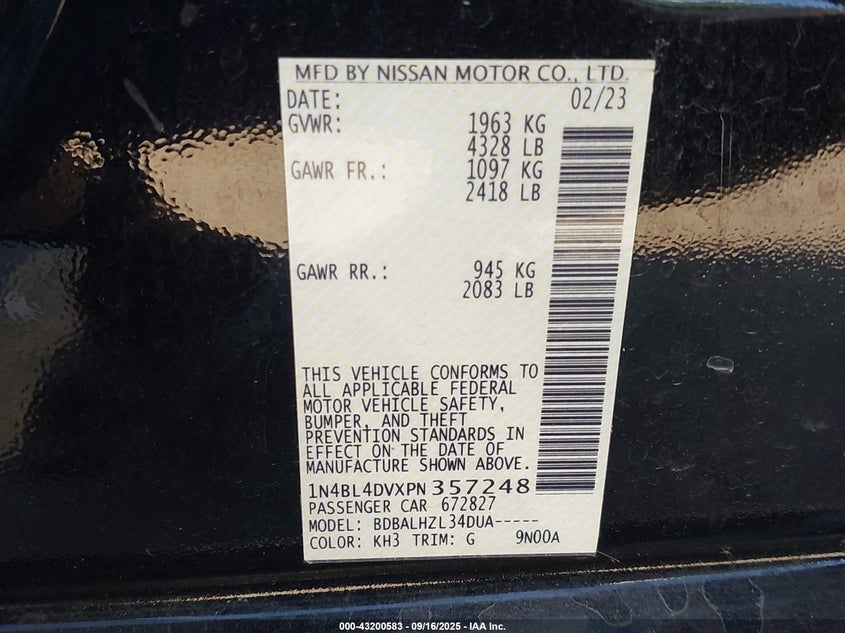 MFD BY NISSAN MOTOR CO., LTD.
DATE: 02/23
GVWR: 1963 KG
4328 LB
GAWR FR.: 1097 KG
2418 LB
GAWR RR.: 945 KG
2083 LB
THIS VEHICLE CONFORMS TO
ALL APPLICABLE FEDERAL
MOTOR VEHICLE SAFETY,
BUMPER, AND THEFT
PREVENTION STANDARDS IN
EFFECT ON THE DATE OF
MANUFACTURE SHOWN ABOVE.
1N4BL4DVXPN357248
PASSENGER CAR 672827
MODEL: BDBALHZL34DUA-----
COLOR: KH3 TRIM: G 9N00A
000-43200583 - 09/16/2025 - IAA Inc.